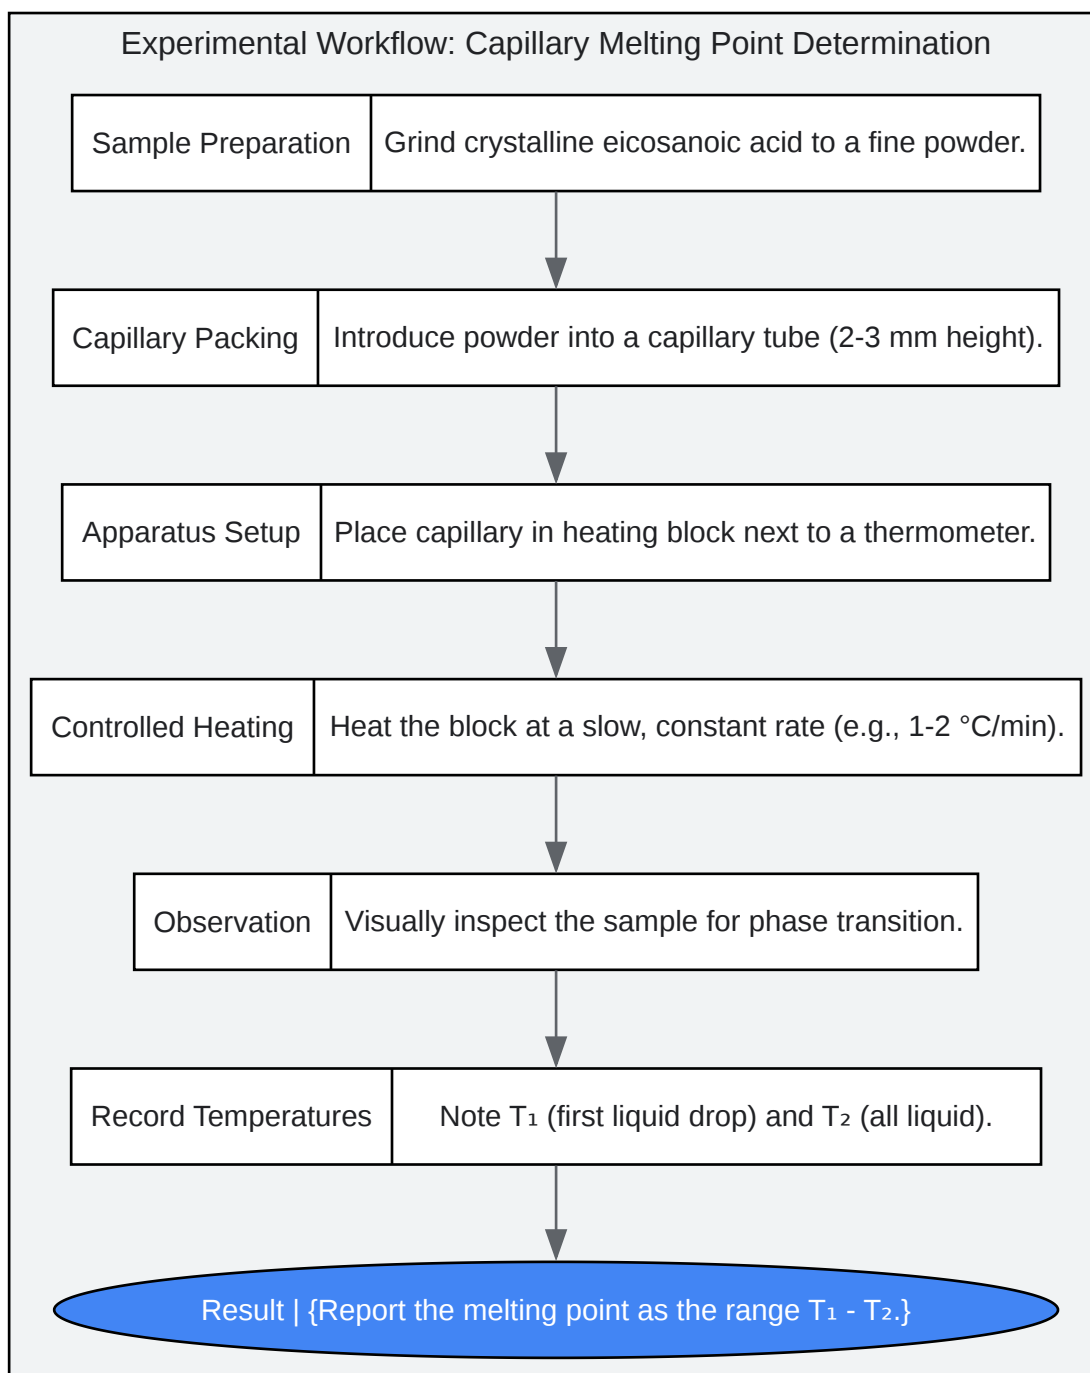 Experimental Workflow: Capillary Melting Point Determination
Sample Preparation
Grind crystalline eicosanoic acid to a fine powder.
Capillary Packing
Introduce powder into a capillary tube (2-3 mm height).
Apparatus Setup
Place capillary in heating block next to a thermometer.
Controlled Heating
Heat the block at a slow, constant rate (e.g., 1-2 °C/min).
Observation
Visually inspect the sample for phase transition.
Record Temperatures
Note T₁ (first liquid drop) and T₂ (all liquid).
Result | {Report the melting point as the range T₁ - T₂.}